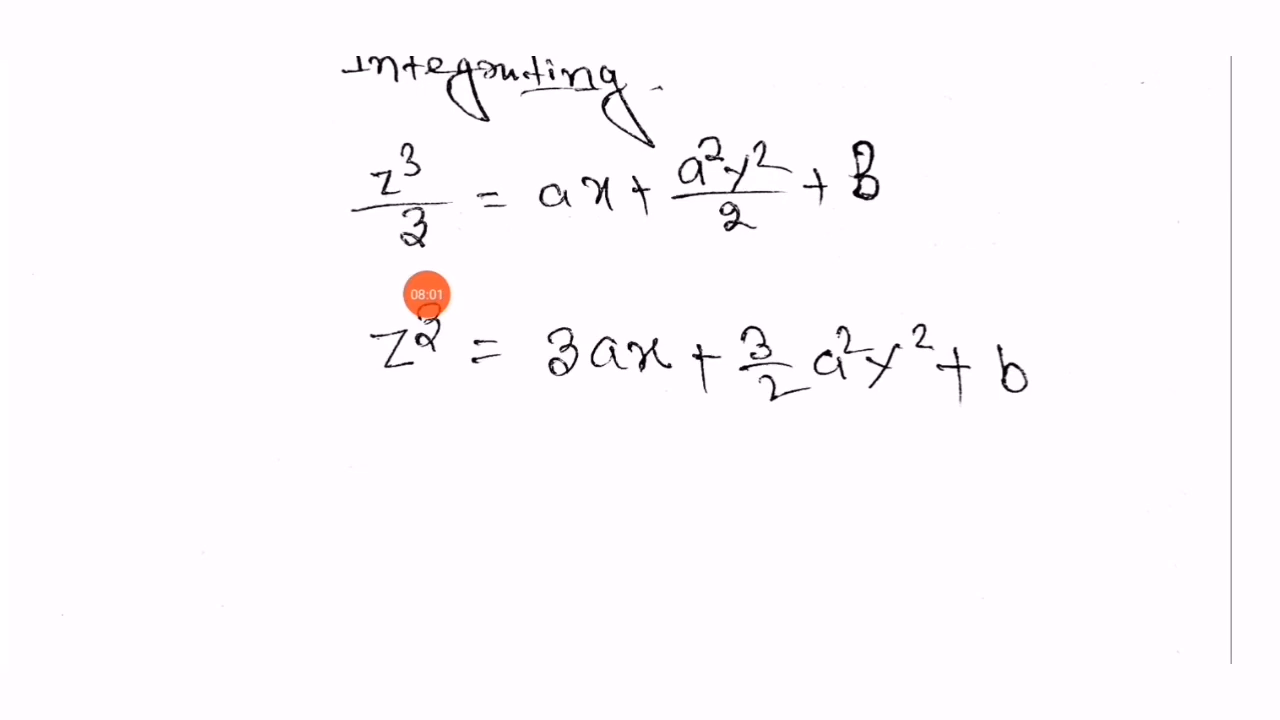 Integrating.
z³/3 = ax + a²y²/2 + B
08:01
z³ = 3ax + 3/2 a²y² + b